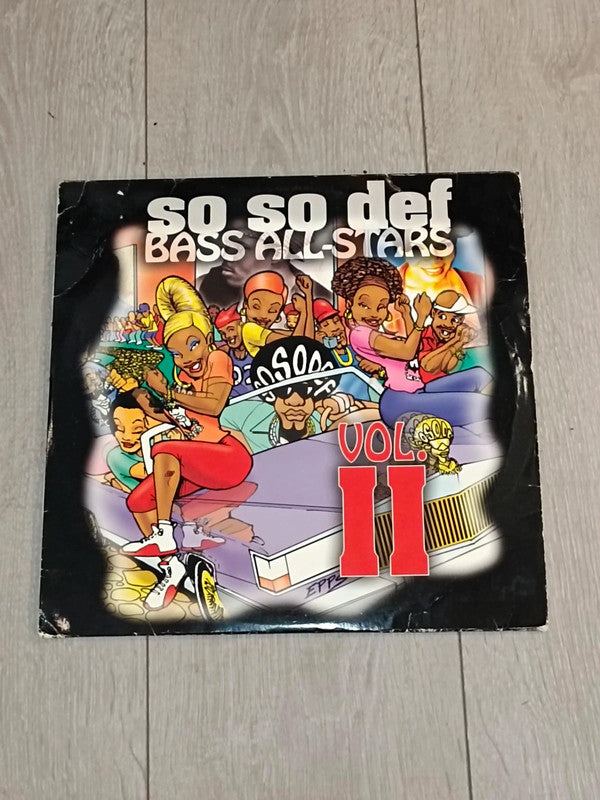 so so def
BASS ALL-STARS
VOL.
II